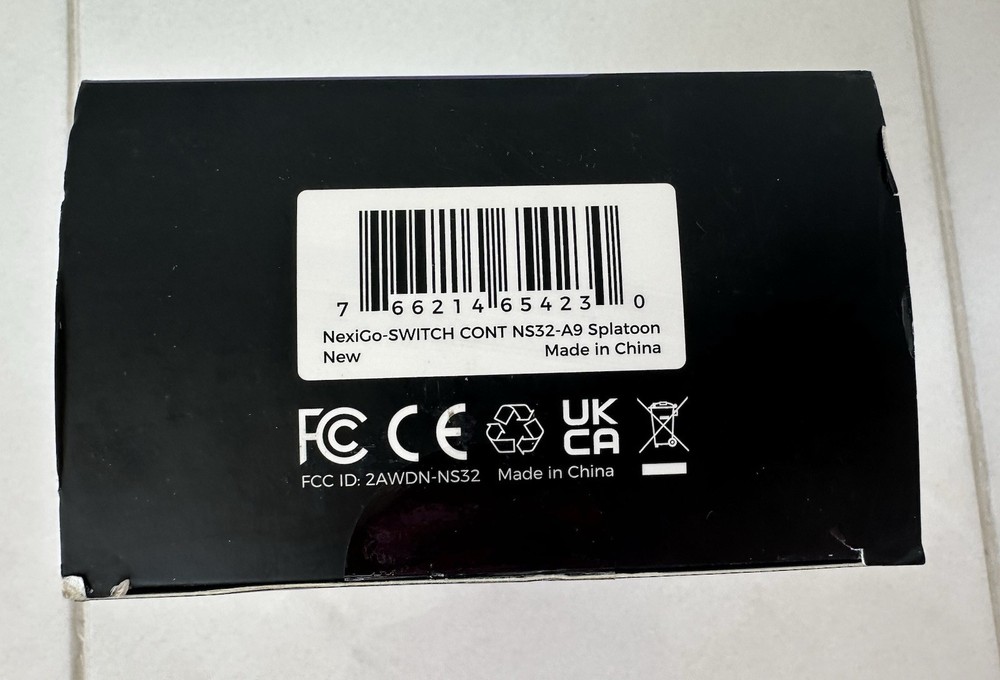 7 66214 65423 0
NexiGo-SWITCH CONT NS32-A9 Splatoon
New Made in China
FC CE UK CA
FCC ID: 2AWDN-NS32 Made in China